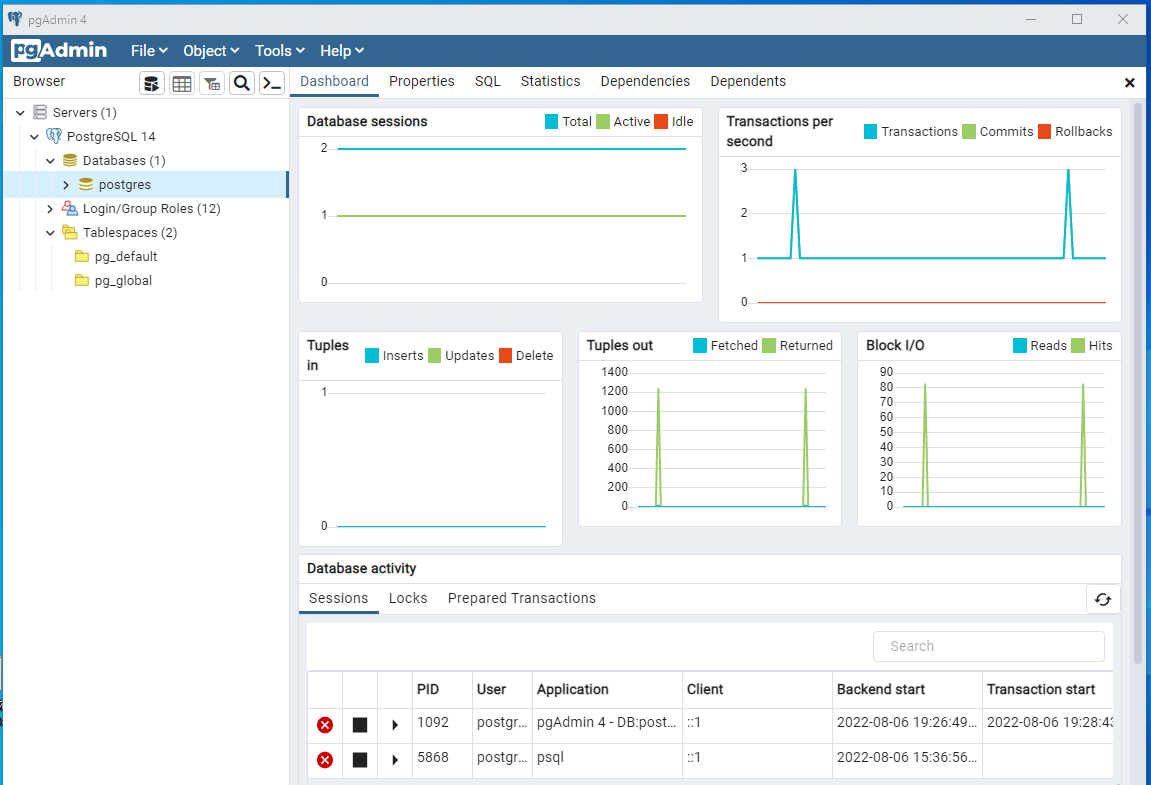 pgAdmin 4
pgAdmin File Object Tools Help
Browser
Dashboard Properties SQL Statistics Dependencies Dependents
Servers (1)
PostgreSQL 14
Databases (1)
postgres
Login/Group Roles (12)
Tablespaces (2)
pg_default
pg_global
Database sessions
Total Active Idle
2
1
0
Transactions per
second
Transactions Commits Rollbacks
3
2
1
0
Tuples
in
Inserts Updates Delete
1
0
Tuples out
Fetched Returned
1400
1200
1000
800
600
400
200
0
Block I/O
Reads Hits
90
80
70
60
50
40
30
20
10
0
Database activity
Sessions Locks Prepared Transactions
Search
PID User Application Client Backend start Transaction start
1092 postgr... pgAdmin 4 - DB:post... ::1 2022-08-06 19:26:49... 2022-08-06 19:28:43
5868 postgr... psql ::1 2022-08-06 15:36:56...